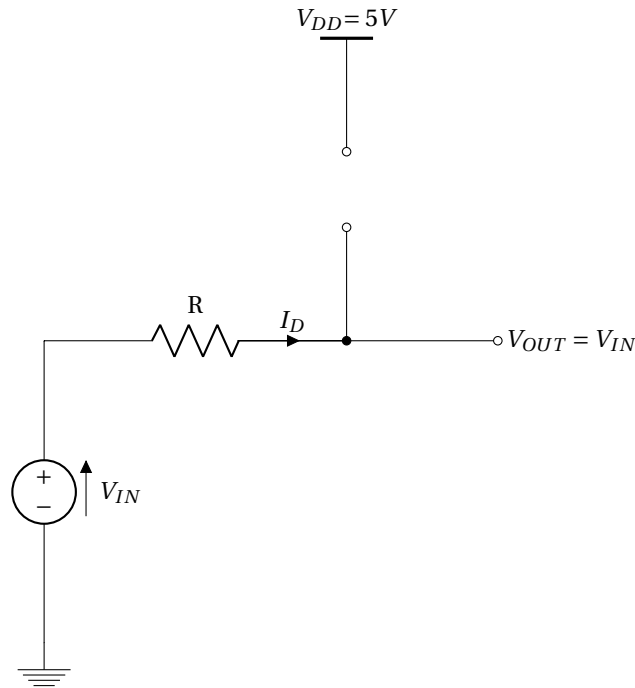 V_DD = 5V
R
I_D
V_OUT = V_IN
+
−
V_IN